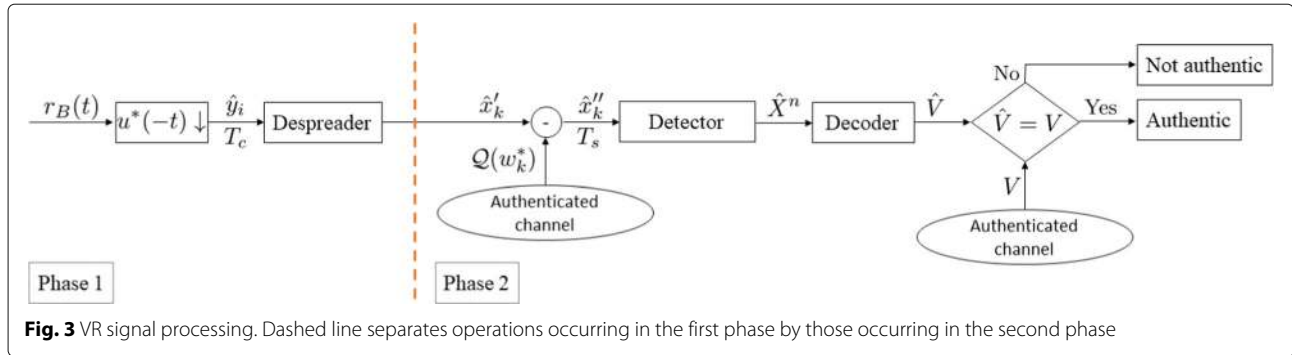 r_B(t)
u*(-t) ↓
ŷ_i
T_c
Despreader
x̂'_k
-
Q(w*_k)
Authenticated
channel
x̂''_k
T_s
Detector
X̂^n
Decoder
V̂
V̂ = V
No
Not authentic
Yes
Authentic
V
Authenticated
channel
Phase 1
Phase 2
Fig. 3 VR signal processing. Dashed line separates operations occurring in the first phase by those occurring in the second phase